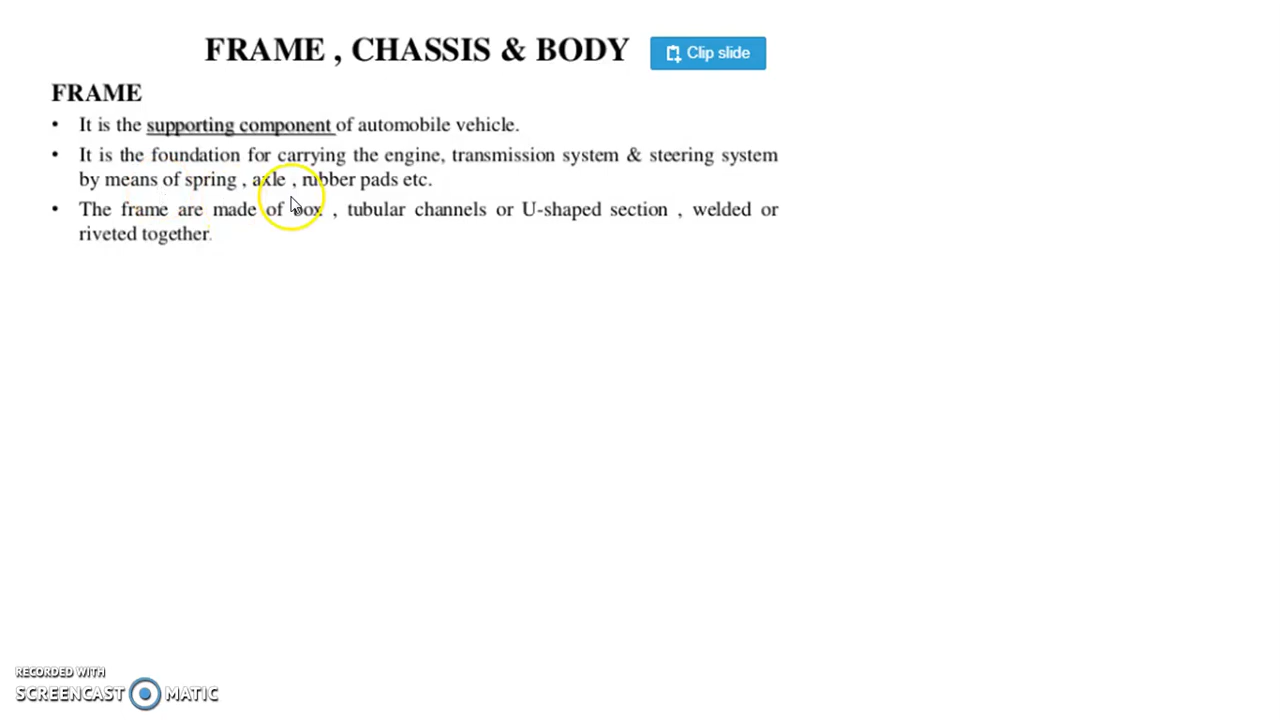 FRAME , CHASSIS & BODY
Clip slide
FRAME
• It is the supporting component of automobile vehicle.
• It is the foundation for carrying the engine, transmission system & steering system
by means of spring , axle , rubber pads etc.
• The frame are made of box , tubular channels or U-shaped section , welded or
riveted together.
RECORDED WITH
SCREENCAST MATIC